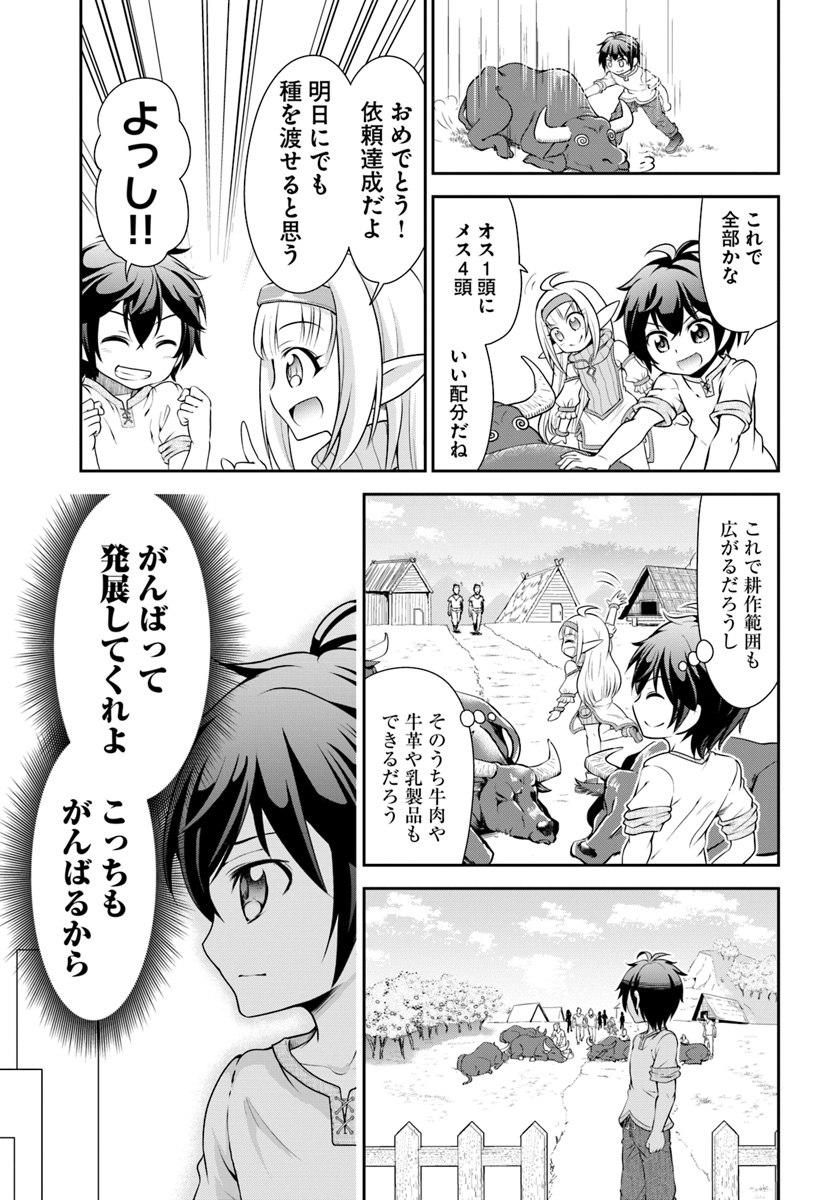 これで
全部かな
オス1頭に
メス4頭
いい配分だね
おめでとう!
依頼達成だよ
明日にでも
種を渡せると思う
よっし!!
これで耕作範囲も
広がるだろうし
そのうち牛肉や
牛革や乳製品も
できるだろう
がんばって
発展してくれよ
こっちも
がんばるから